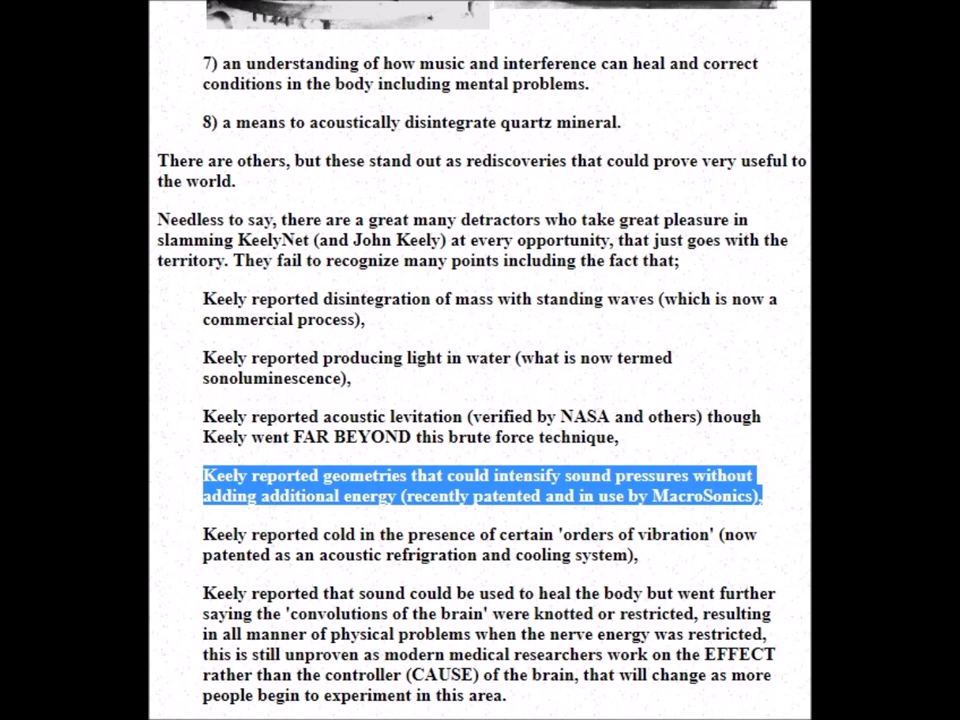 7) an understanding of how music and interference can heal and correct
conditions in the body including mental problems.
8) a means to acoustically disintegrate quartz mineral.
There are others, but these stand out as rediscoveries that could prove very useful to
the world.
Needless to say, there are a great many detractors who take great pleasure in
slamming KeelyNet (and John Keely) at every opportunity, that just goes with the
territory. They fail to recognize many points including the fact that;
Keely reported disintegration of mass with standing waves (which is now a
commercial process),
Keely reported producing light in water (what is now termed
sonoluminescence),
Keely reported acoustic levitation (verified by NASA and others) though
Keely went FAR BEYOND this brute force technique,
Keely reported geometries that could intensify sound pressures without
adding additional energy (recently patented and in use by MacroSonics),
Keely reported cold in the presence of certain 'orders of vibration' (now
patented as an acoustic refrigration and cooling system),
Keely reported that sound could be used to heal the body but went further
saying the 'convolutions of the brain' were knotted or restricted, resulting
in all manner of physical problems when the nerve energy was restricted,
this is still unproven as modern medical researchers work on the EFFECT
rather than the controller (CAUSE) of the brain, that will change as more
people begin to experiment in this area.